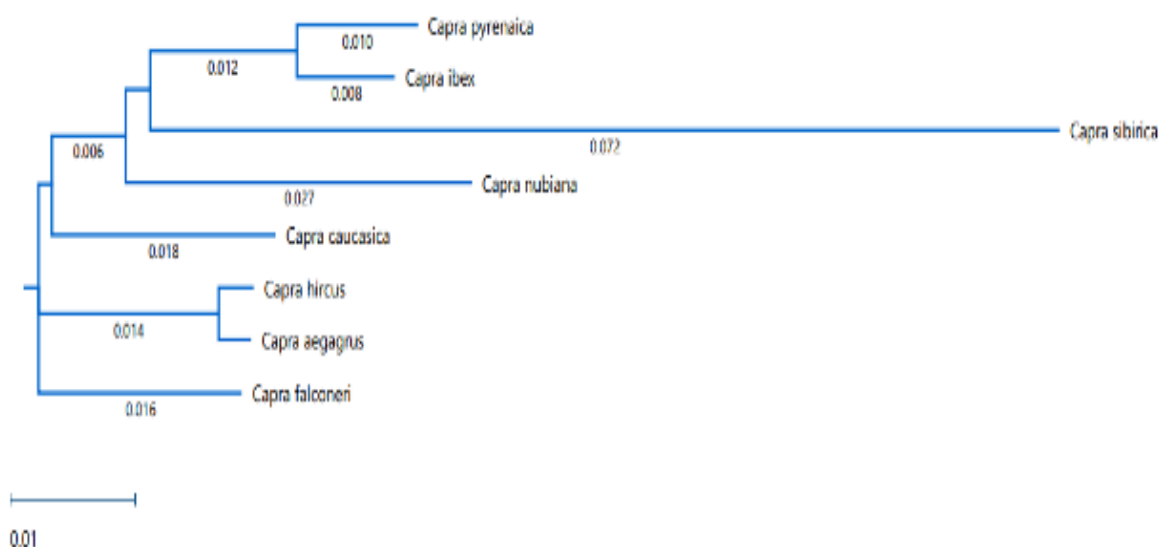 Capra pyrenaica
0.010
0.012
Capra ibex
0.008
Capra sibirica
0.072
0.006
Capra nubiana
0.027
Capra caucasica
0.018
Capra hircus
0.014
Capra aegagrus
Capra falconeri
0.016
0.01